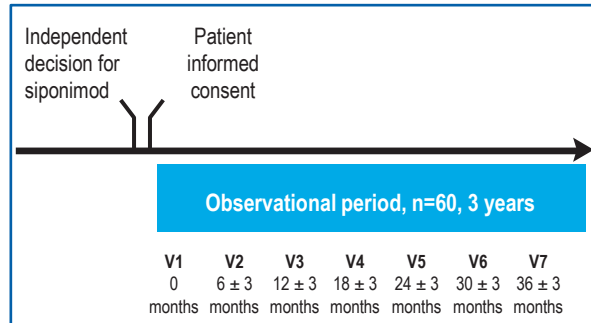 Independent
decision for
siponimod
Patient
informed
consent
Observational period, n=60, 3 years
V1 V2 V3 V4 V5 V6 V7
0 6 ± 3 12 ± 3 18 ± 3 24 ± 3 30 ± 3 36 ± 3
months months months months months months months